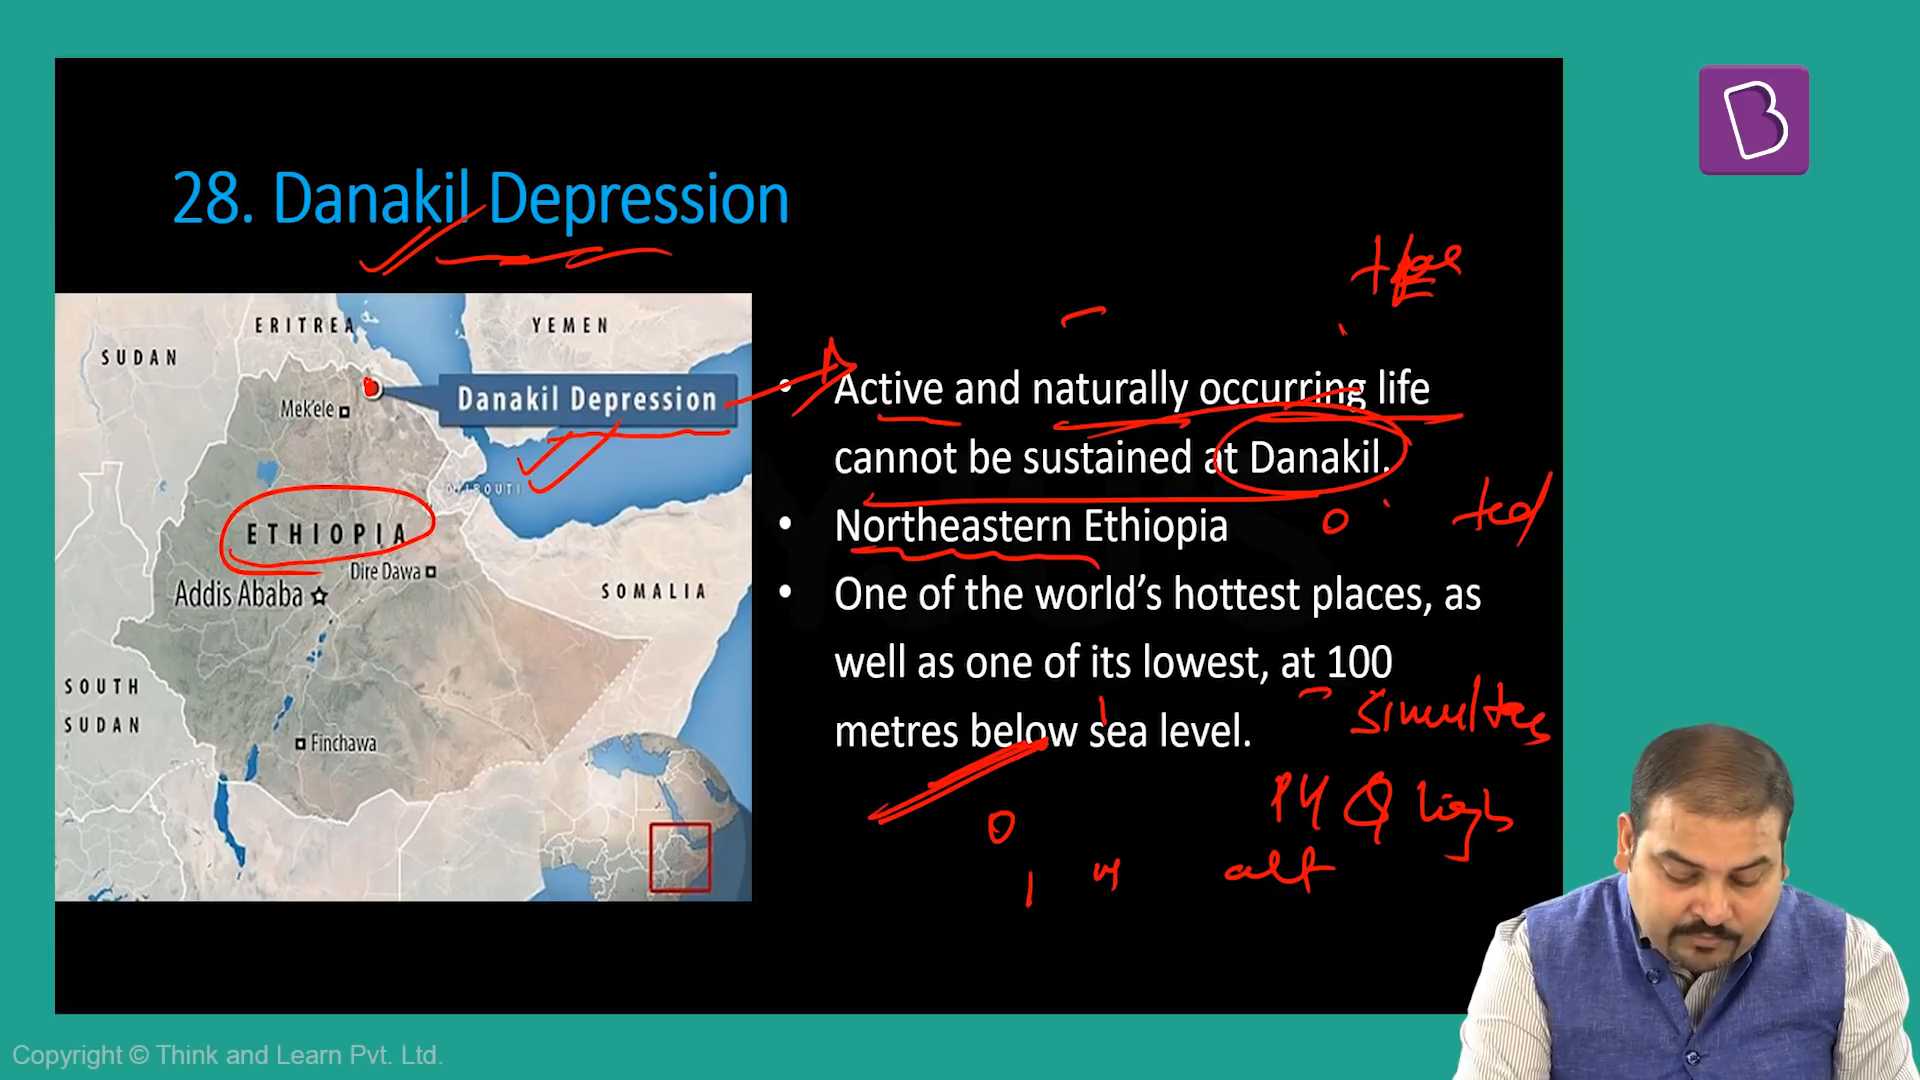 28. Danakil Depression
ERITREA
YEMEN
SUDAN
Danakil Depression
Mek'ele
DJIBOUTI
ETHIOPIA
Dire Dawa
Addis Ababa
SOMALIA
SOUTH
SUDAN
Finchawa
• Active and naturally occurring life
cannot be sustained at Danakil.
• Northeastern Ethiopia
• One of the world’s hottest places, as
well as one of its lowest, at 100
metres below sea level.
PYQ high
alt
B
Copyright © Think and Learn Pvt. Ltd.